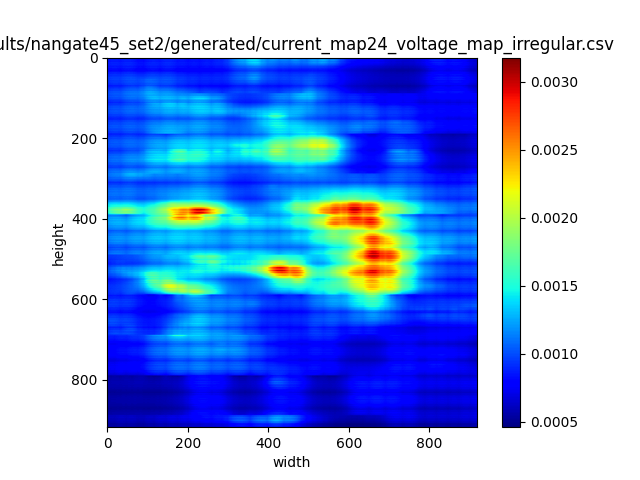 ults/nangate45_set2/generated/current_map24_voltage_map_irregular.csv
0
200
400
600
800
height
0 200 400 600 800
width
0.0030
0.0025
0.0020
0.0015
0.0010
0.0005